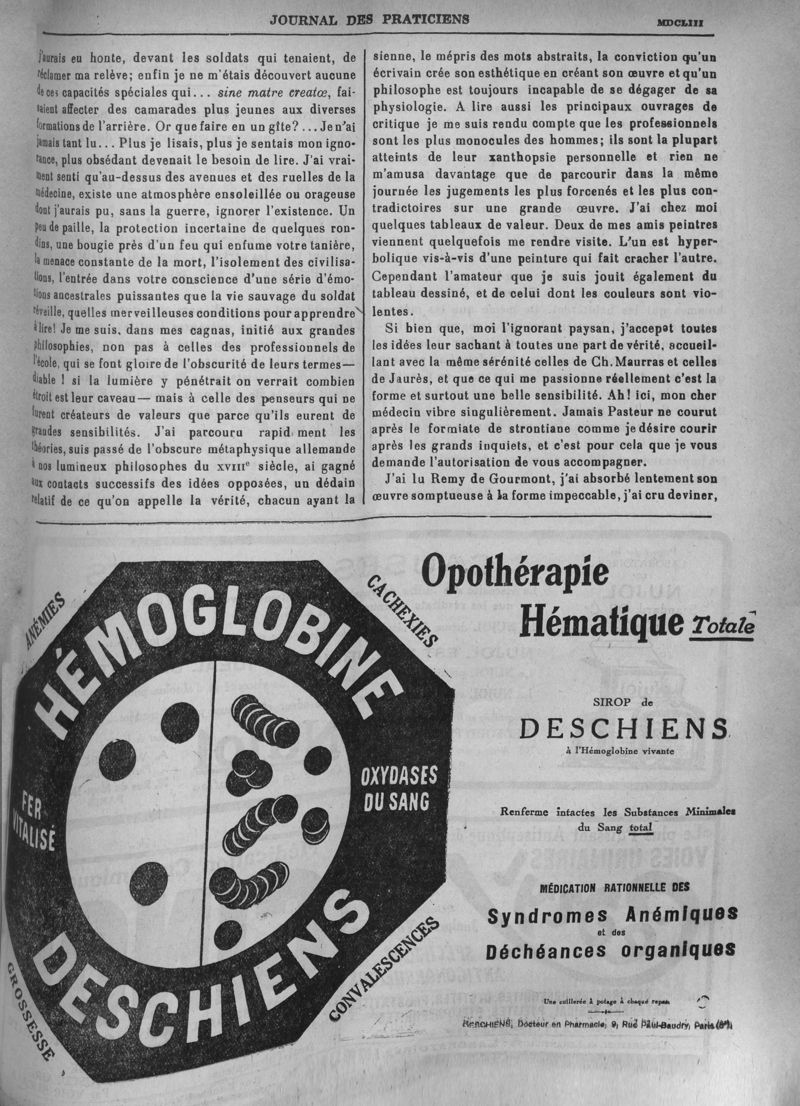 JOURNAL DES PRATICIENS
MDCLIII
j'aurais eu honte, devant les soldats qui tenaient, de
réclamer ma relève; enfin je ne m'étais découvert aucune
de ces capacités spéciales qui... sine matre creatœ, fai-
saient affecter des camarades plus jeunes aux diverses
formations de l'arrière. Or que faire en un gîte? ... Je n'ai
jamais tant lu... Plus je lisais, plus je sentais mon igno-
rance, plus obsédant devenait le besoin de lire. J'ai vrai-
ment senti qu'au-dessus des avenues et des ruelles de la
médecine, existe une atmosphère ensoleillée ou orageuse
dont j'aurais pu, sans la guerre, ignorer l'existence. Un
peu de paille, la protection incertaine de quelques ron-
dins, une bougie près d'un feu qui enfume votre tanière,
la menace constante de la mort, l'isolement des civilisa-
tions, l'entrée dans votre conscience d'une série d'émo-
tions ancestrales puissantes que la vie sauvage du soldat
réveille, quelles merveilleuses conditions pour apprendre
à lire! Je me suis, dans mes cagnas, initié aux grandes
philosophies, non pas à celles des professionnels de
l'école, qui se font gloire de l'obscurité de leurs termes—
diable ! si la lumière y pénétrait on verrait combien
étroit est leur caveau— mais à celle des penseurs qui ne
furent créateurs de valeurs que parce qu'ils eurent de
grandes sensibilités. J'ai parcouru rapid ment les
théories, suis passé de l'obscure métaphysique allemande
à nos lumineux philosophes du XVIIIe siècle, ai gagné
aux contacts successifs des idées opposées, un dédain
relatif de ce qu'on appelle la vérité, chacun ayant la
sienne, le mépris des mots abstraits, la conviction qu'un
écrivain crée son esthétique en créant son œuvre et qu'un
philosophe est toujours incapable de se dégager de sa
physiologie. A lire aussi les principaux ouvrages de
critique je me suis rendu compte que les professionnels
sont les plus monocules des hommes; ils sont la plupart
atteints de leur xanthopsie personnelle et rien ne
m'amusa davantage que de parcourir dans la même
journée les jugements les plus forcenés et les plus con-
tradictoires sur une grande œuvre. J'ai chez moi
quelques tableaux de valeur. Deux de mes amis peintres
viennent quelquefois me rendre visite. L'un est hyper-
bolique vis-à-vis d'une peinture qui fait cracher l'autre.
Cependant l'amateur que je suis jouit également du
tableau dessiné, et de celui dont les couleurs sont vio-
lentes.
Si bien que, moi l'ignorant paysan, j'accepet toutes
les idées leur sachant à toutes une part de vérité, accueil-
lant avec la même sérénité celles de Ch. Maurras et celles
de Jaurès, et que ce qui me passionne réellement c'est la
forme et surtout une belle sensibilité. Ah! ici, mon cher
médecin vibre singulièrement. Jamais Pasteur ne courut
après le formiate de strontiane comme je désire courir
après les grands inquiets, et c'est pour cela que je vous
demande l'autorisation de vous accompagner.
J'ai lu Remy de Gourmont, j'ai absorbé lentement son
œuvre somptueuse à la forme impeccable, j'ai cru deviner,
ANÉMIES
CACHEXIES
HÉMOGLOBINE
FER
VITALISÉ
OXYDASES
DU SANG
DESCHIENS
GROSSESSE
CONVALESCENCES
Opothérapie
Hématique Totale
SIROP de
DESCHIENS
à l'Hémoglobine vivante
Renferme intactes les Substances Minimales
du Sang total
MÉDICATION RATIONNELLE DES
Syndromes Anémiques
et des
Déchéances organiques
Une cuillerée à potage à chaque repas
DESCHIENS, Docteur en Pharmacie, 9, Rue Paul-Baudry, Paris (8e)